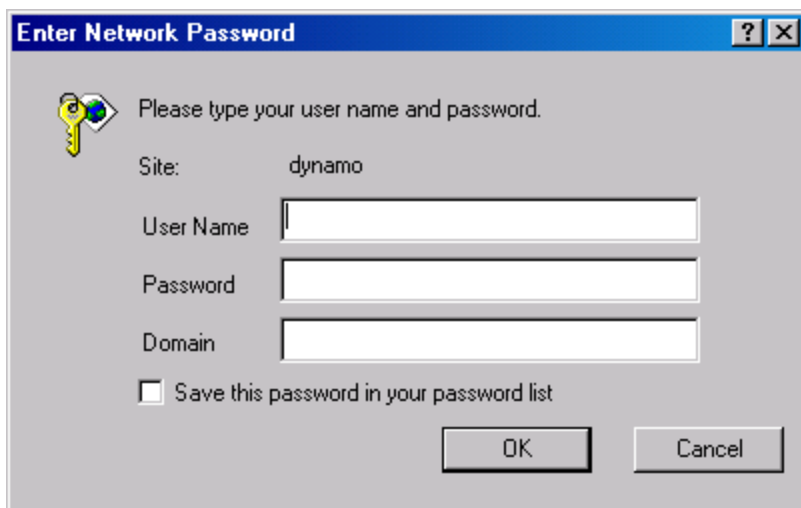 Enter Network Password
Please type your user name and password.
Site: dynamo
User Name
Password
Domain
Save this password in your password list
OK Cancel